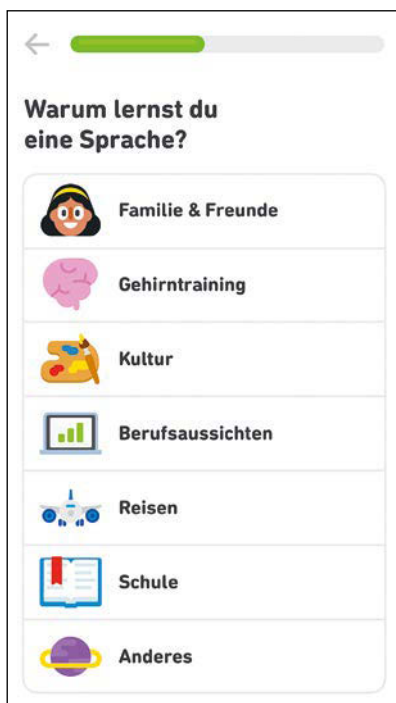 Warum lernst du
eine Sprache?
Familie & Freunde
Gehirntraining
Kultur
Berufsaussichten
Reisen
Schule
Anderes